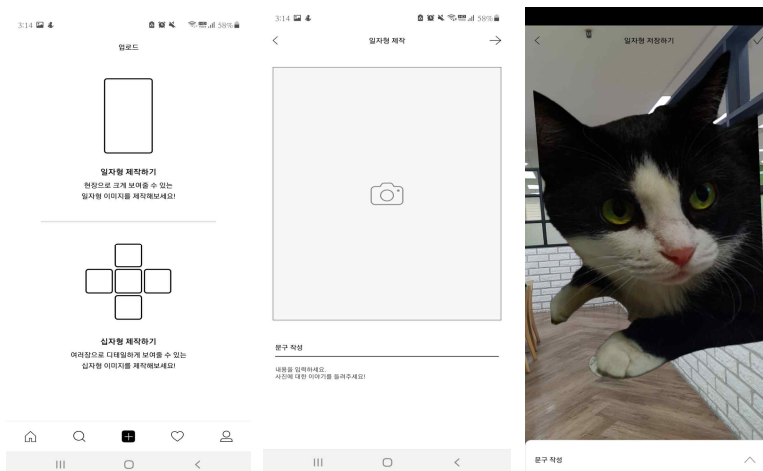 3:14
58%
업로드
일자형 제작하기
현장으로 크게 보여줄 수 있는
일자형 이미지를 제작해보세요!
십자형 제작하기
여러장으로 디테일하게 보여줄 수 있는
십자형 이미지를 제작해보세요!
3:14
58%
일자형 제작
문구 작성
내용을 입력하세요.
사진에 대한 이야기를 들려주세요!
일자형 저장하기
문구 작성